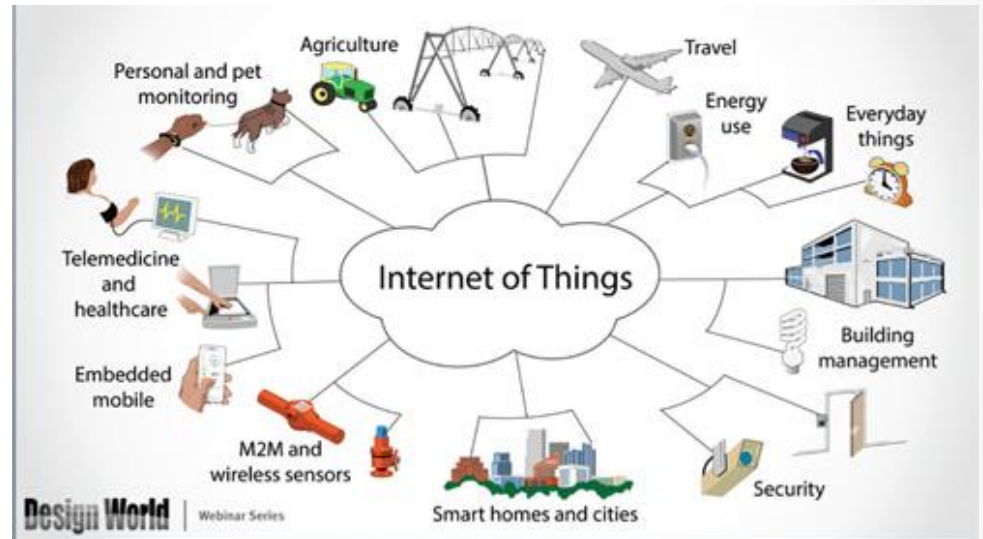 Agriculture
Travel
Personal and pet
monitoring
Energy
use
Everyday
things
Telemedicine
and
healthcare
Internet of Things
Building
management
Embedded
mobile
M2M and
wireless sensors
Smart homes and cities
Security
Design World
Webinar Series